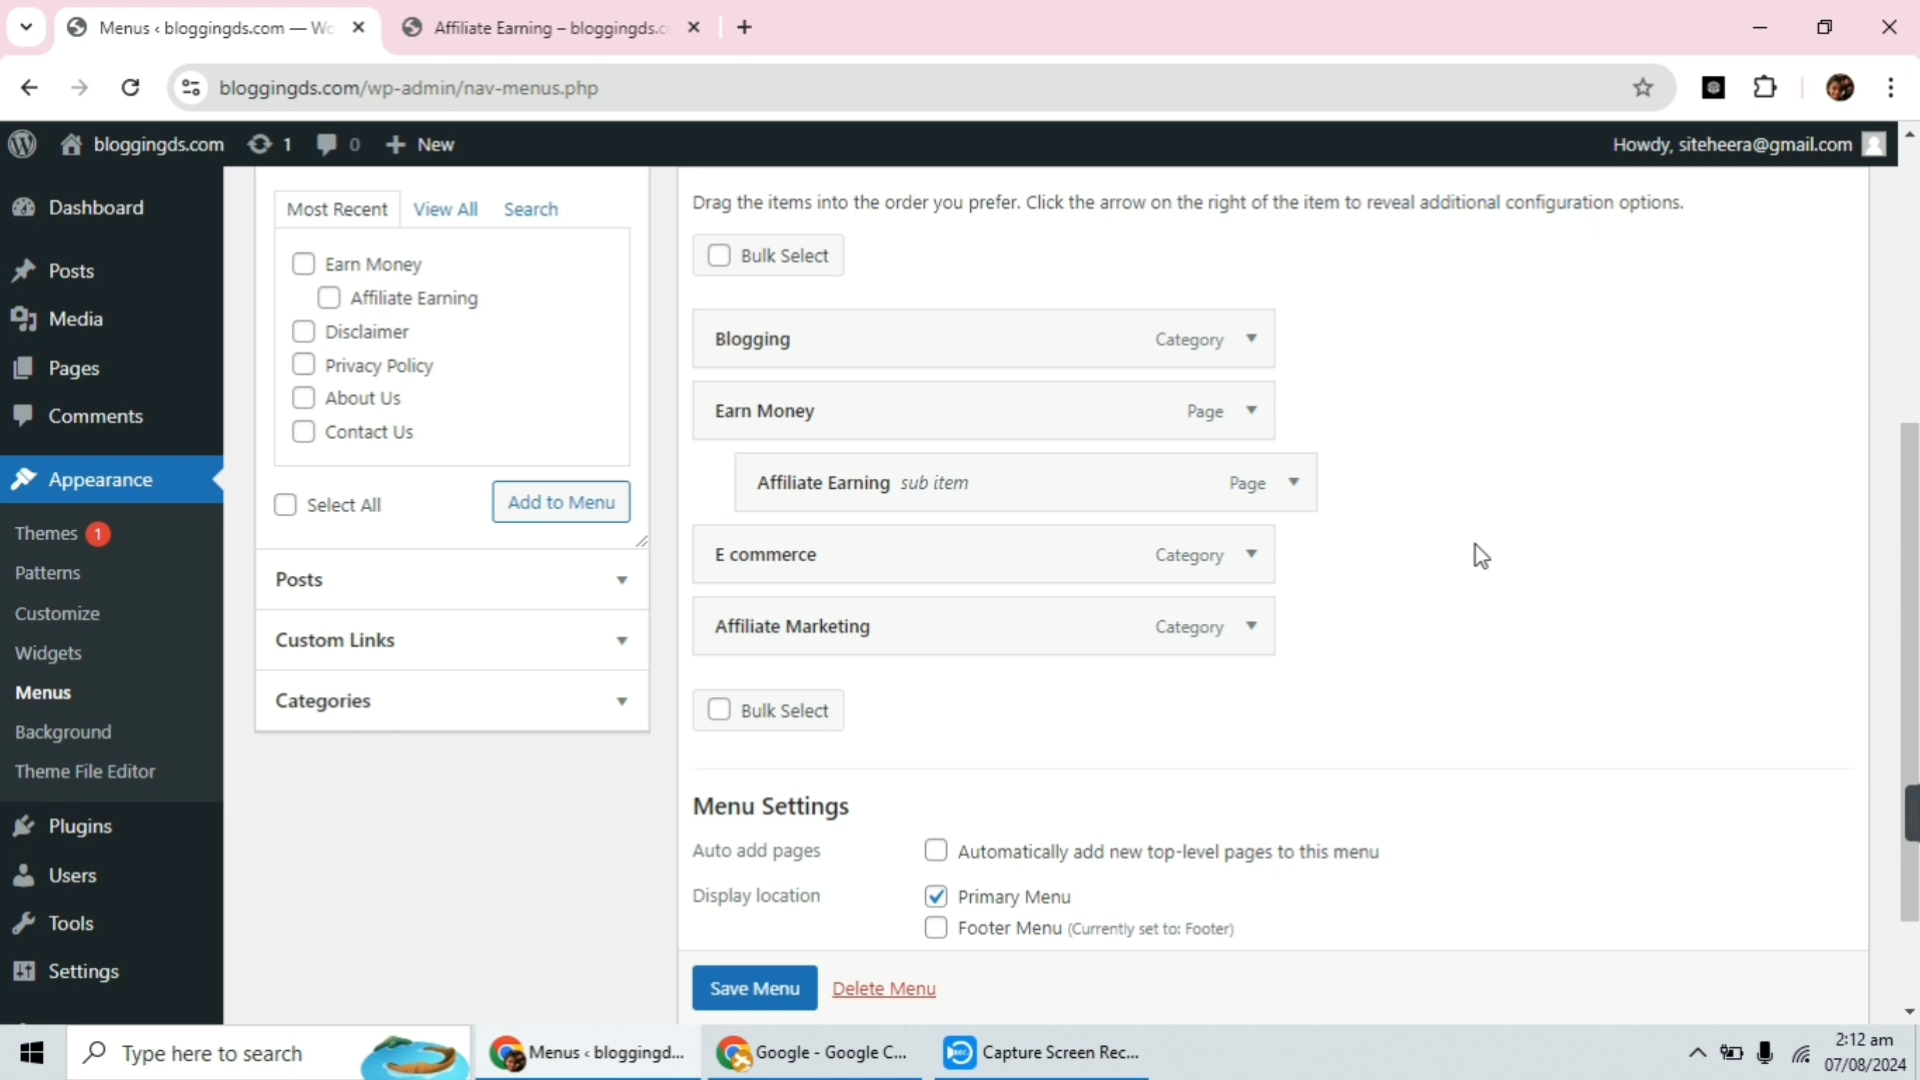 Menus ‹ bloggingds.com — Wo
Affiliate Earning – bloggingds.c
bloggingds.com/wp-admin/nav-menus.php
bloggingds.com
1
0
New
Howdy, siteheera@gmail.com
Dashboard
Posts
Media
Pages
Comments
Appearance
Themes 1
Patterns
Customize
Widgets
Menus
Background
Theme File Editor
Plugins
Users
Tools
Settings
Most Recent
View All
Search
Earn Money
Affiliate Earning
Disclaimer
Privacy Policy
About Us
Contact Us
Select All
Add to Menu
Posts
Custom Links
Categories
Drag the items into the order you prefer. Click the arrow on the right of the item to reveal additional configuration options.
Bulk Select
Blogging Category
Earn Money Page
Affiliate Earning sub item Page
E commerce Category
Affiliate Marketing Category
Bulk Select
Menu Settings
Auto add pages
Automatically add new top-level pages to this menu
Display location
Primary Menu
Footer Menu (Currently set to: Footer)
Save Menu
Delete Menu
Type here to search
Menus ‹ bloggingd...
Google - Google C...
REC
Capture Screen Rec...
2:12 am
07/08/2024